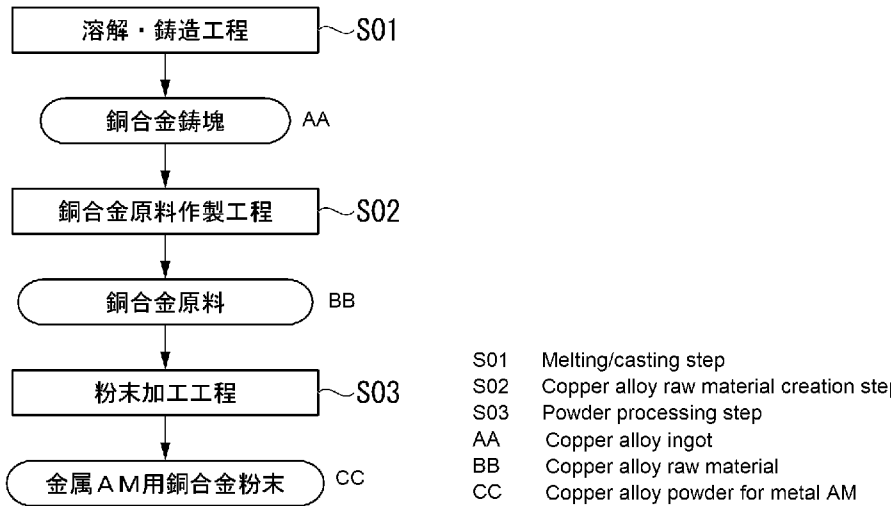 溶解・鋳造工程 S01
銅合金鋳塊 AA
銅合金原料作製工程 S02
銅合金原料 BB
粉末加工工程 S03
金属AM用銅合金粉末 CC
S01 Melting/casting step
S02 Copper alloy raw material creation step
S03 Powder processing step
AA Copper alloy ingot
BB Copper alloy raw material
CC Copper alloy powder for metal AM